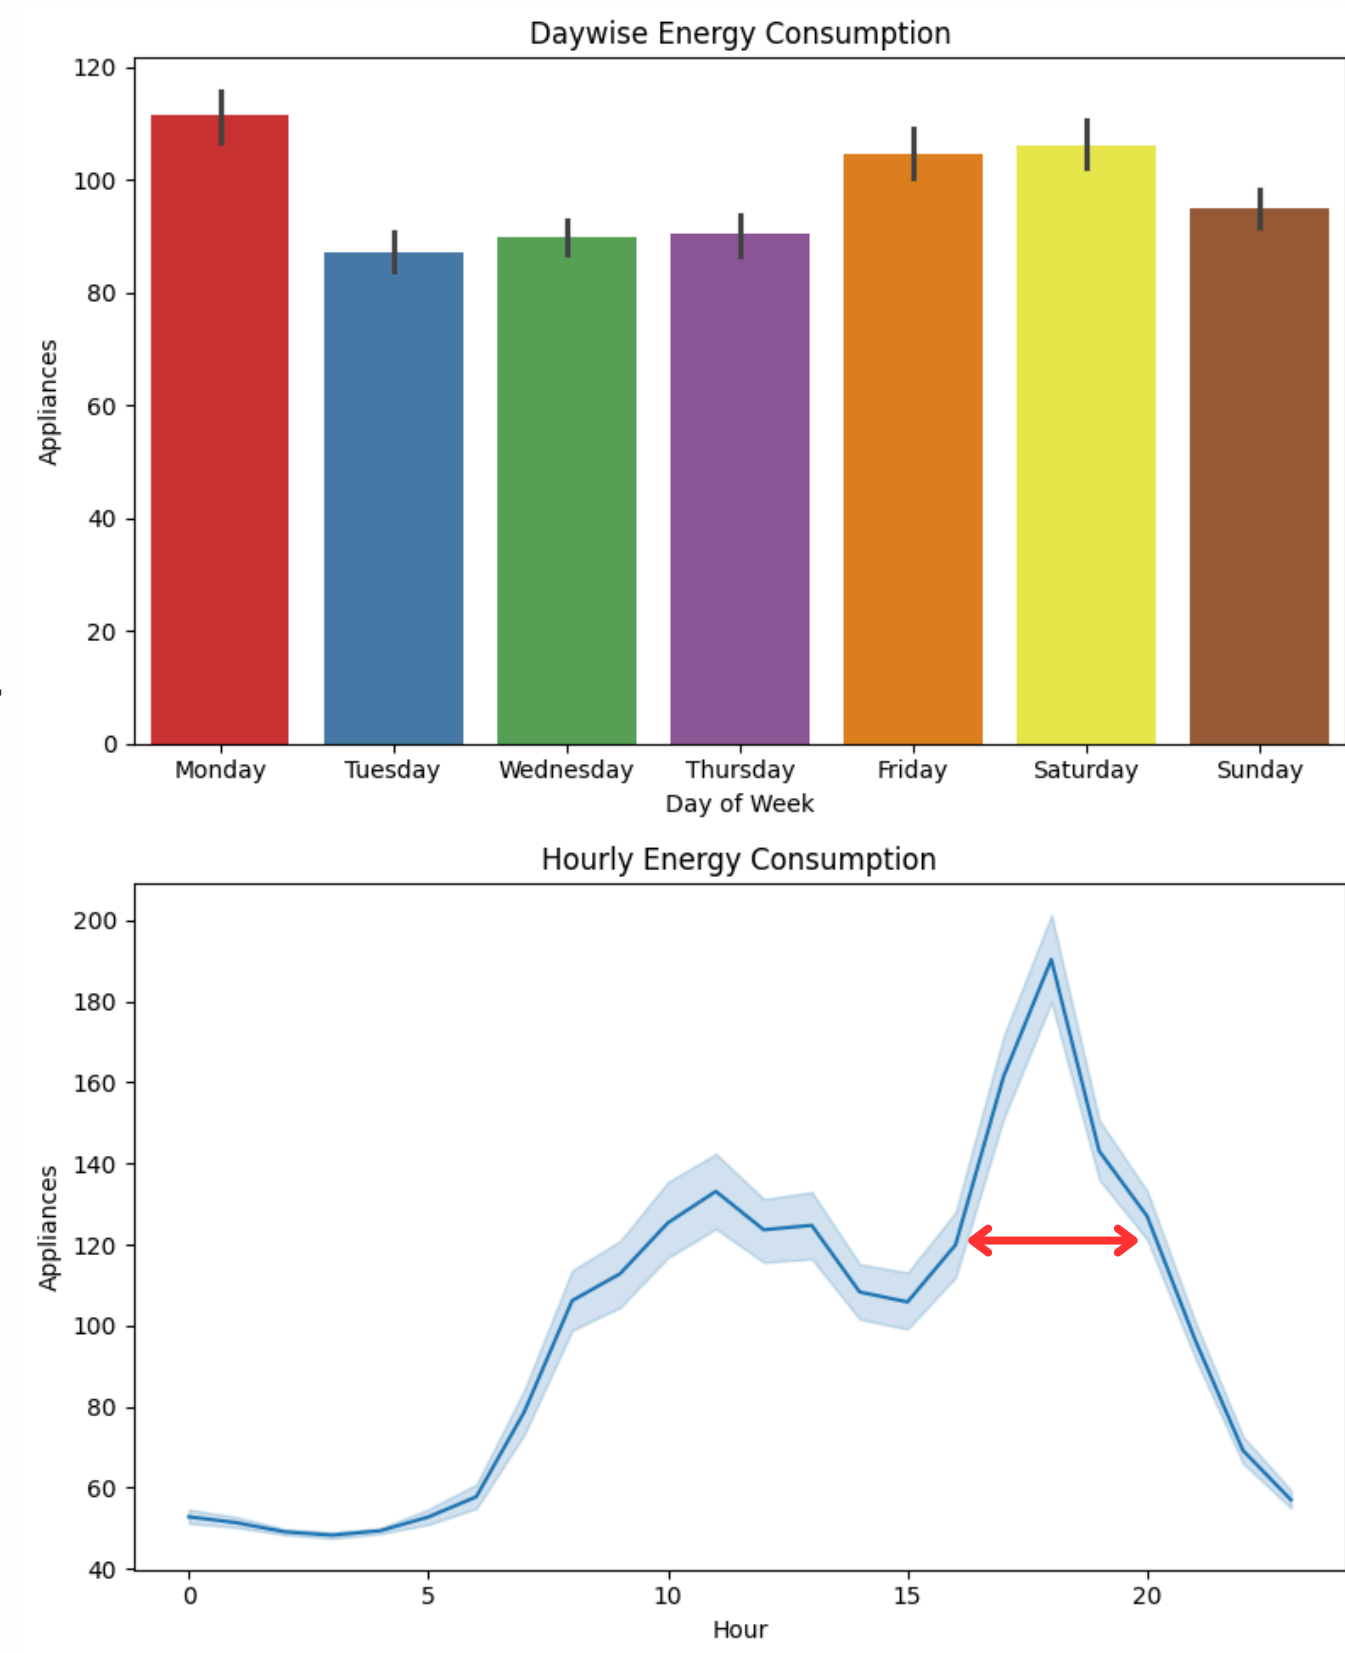 Daywise Energy Consumption
120
100
80
60
40
20
0
Appliances
Monday Tuesday Wednesday Thursday Friday Saturday Sunday
Day of Week
Hourly Energy Consumption
200
180
160
140
120
100
80
60
40
Appliances
0 5 10 15 20
Hour